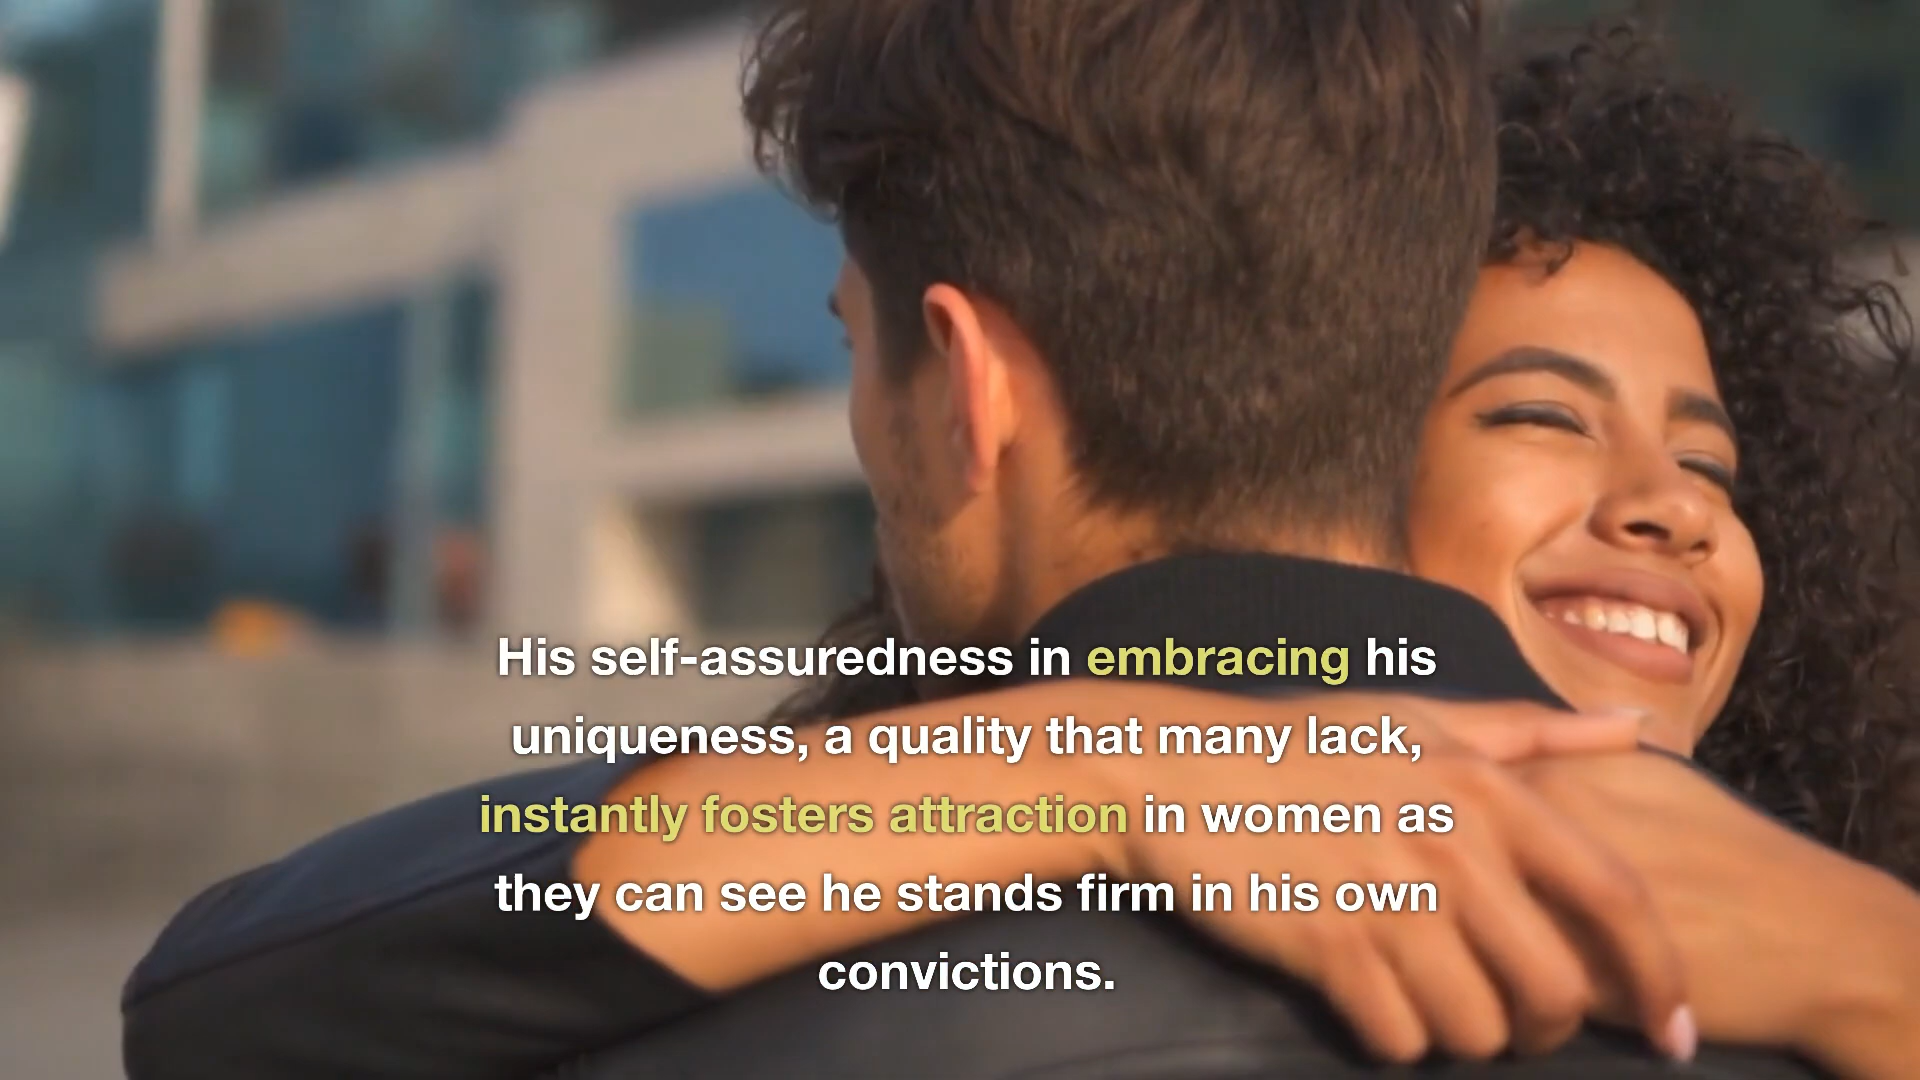 His self-assuredness in embracing his
uniqueness, a quality that many lack,
instantly fosters attraction in women as
they can see he stands firm in his own
convictions.